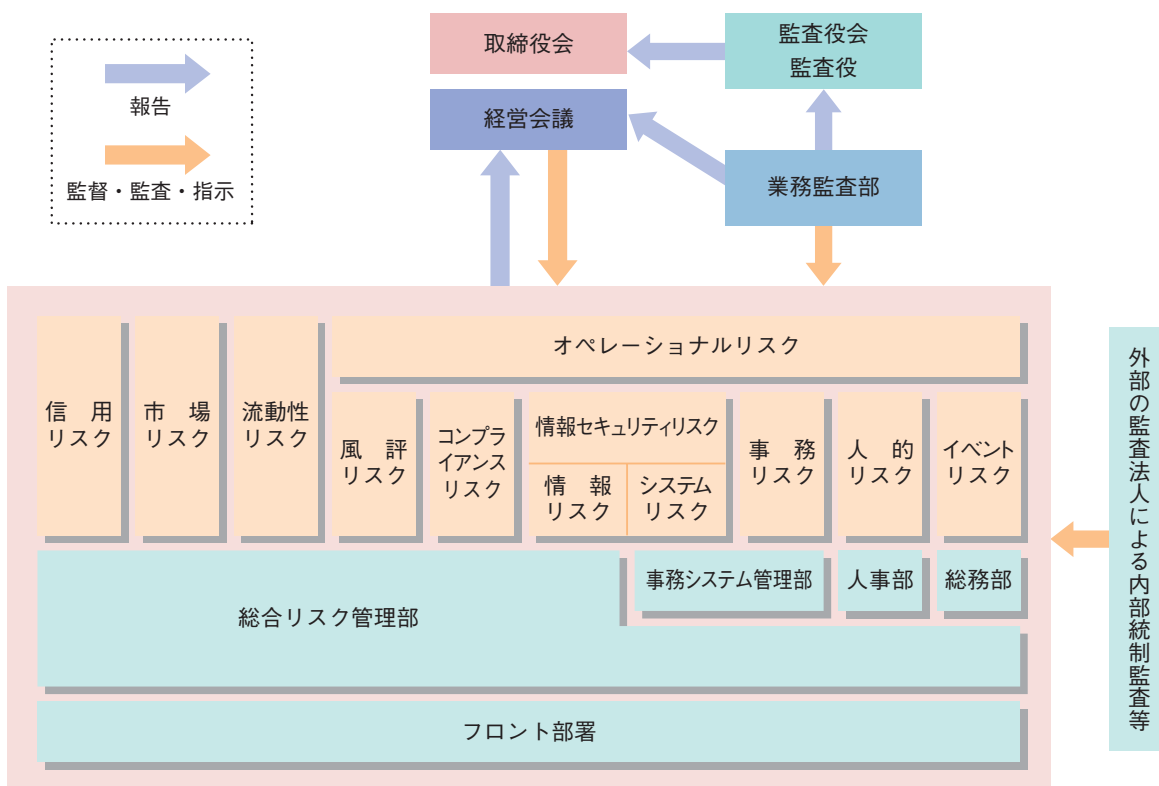 取締役会
監査役会
監査役
報告
経営会議
監督・監査・指示
業務監査部
オペレーショナルリスク
信用
リスク
市場
リスク
流動性
リスク
風評
リスク
コンプラ
イアンス
リスク
情報セキュリティリスク
情報
リスク
システム
リスク
事務
リスク
人的
リスク
イベント
リスク
総合リスク管理部
事務システム管理部
人事部
総務部
フロント部署
外部の監査法人による内部統制監査等